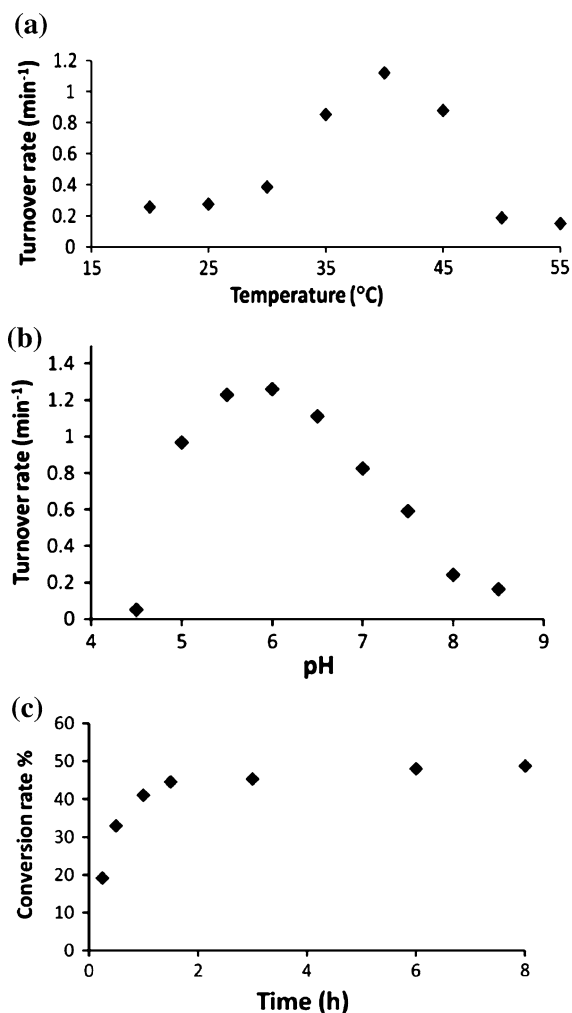 (a)
Turnover rate (min⁻¹)
1.2
1
0.8
0.6
0.4
0.2
0
15 25 35 45 55
Temperature (°C)
(b)
Turnover rate (min⁻¹)
1.4
1.2
1
0.8
0.6
0.4
0.2
0
4 5 6 7 8 9
pH
(c)
Conversion rate %
60
50
40
30
20
10
0
0 2 4 6 8
Time (h)